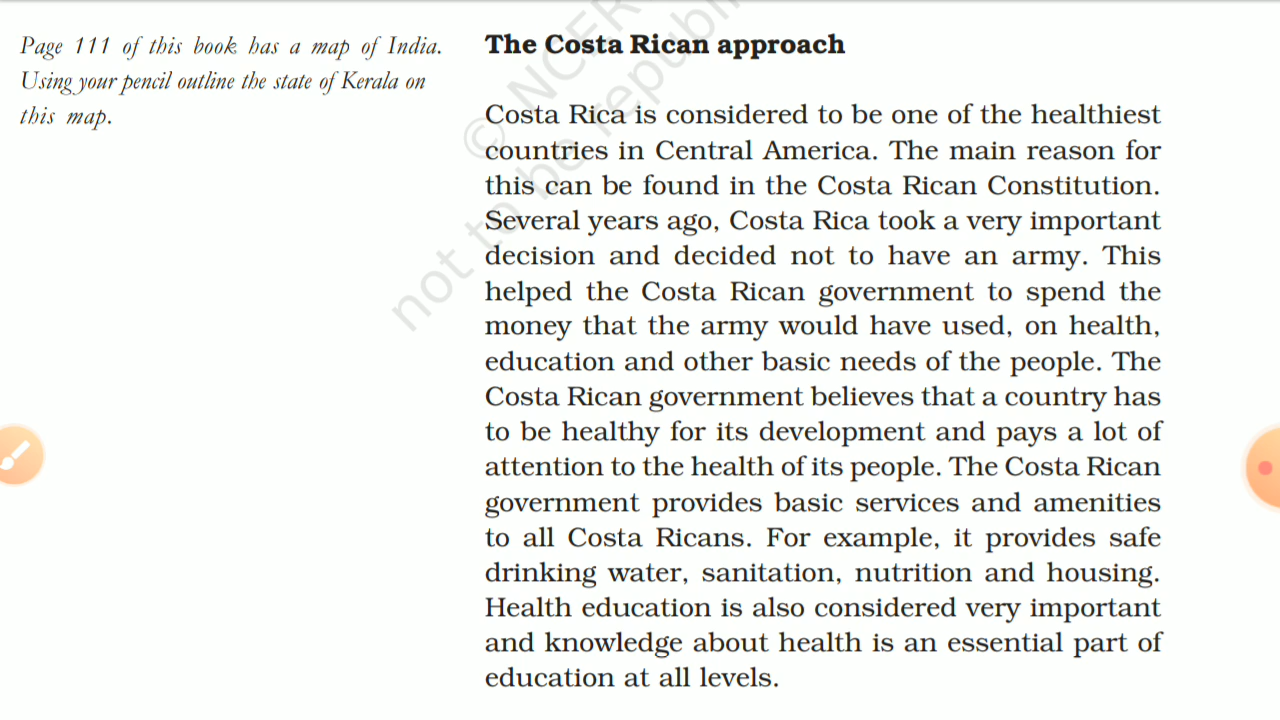 Page 111 of this book has a map of India.
Using your pencil outline the state of Kerala on
this map.
The Costa Rican approach
Costa Rica is considered to be one of the healthiest
countries in Central America. The main reason for
this can be found in the Costa Rican Constitution.
Several years ago, Costa Rica took a very important
decision and decided not to have an army. This
helped the Costa Rican government to spend the
money that the army would have used, on health,
education and other basic needs of the people. The
Costa Rican government believes that a country has
to be healthy for its development and pays a lot of
attention to the health of its people. The Costa Rican
government provides basic services and amenities
to all Costa Ricans. For example, it provides safe
drinking water, sanitation, nutrition and housing.
Health education is also considered very important
and knowledge about health is an essential part of
education at all levels.
© NCER
not to be republi